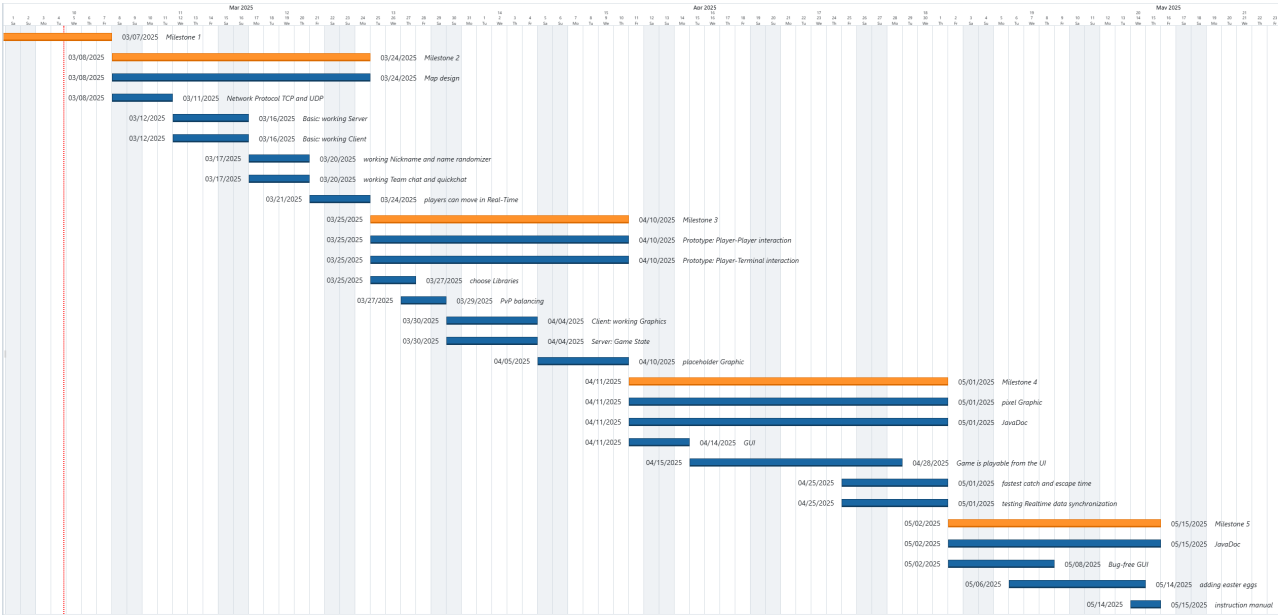 Mar 2025 Apr 2025 May 2025
03/07/2025 Milestone 1
03/08/2025 03/24/2025 Milestone 2
03/08/2025 03/24/2025 Map design
03/08/2025 03/11/2025 Network Protocol TCP and UDP
03/12/2025 03/16/2025 Basic: working Server
03/12/2025 03/16/2025 Basic: working Client
03/17/2025 03/20/2025 working Nickname and name randomizer
03/17/2025 03/20/2025 working Team chat and quickchat
03/21/2025 03/24/2025 players can move in Real-Time
03/25/2025 04/10/2025 Milestone 3
03/25/2025 04/10/2025 Prototype: Player-Player interaction
03/25/2025 04/10/2025 Prototype: Player-Terminal interaction
03/25/2025 03/27/2025 choose Libraries
03/27/2025 03/29/2025 PvP balancing
03/30/2025 04/04/2025 Client: working Graphics
03/30/2025 04/04/2025 Server: Game State
04/05/2025 04/10/2025 placeholder Graphic
04/11/2025 05/01/2025 Milestone 4
04/11/2025 05/01/2025 pixel Graphic
04/11/2025 05/01/2025 JavaDoc
04/11/2025 04/14/2025 GUI
04/15/2025 04/28/2025 Game is playable from the UI
04/25/2025 05/01/2025 fastest catch and escape time
04/25/2025 05/01/2025 testing Realtime data synchronization
05/02/2025 05/15/2025 Milestone 5
05/02/2025 05/15/2025 JavaDoc
05/02/2025 05/08/2025 Bug-free GUI
05/06/2025 05/14/2025 adding easter eggs
05/14/2025 05/15/2025 instruction manual